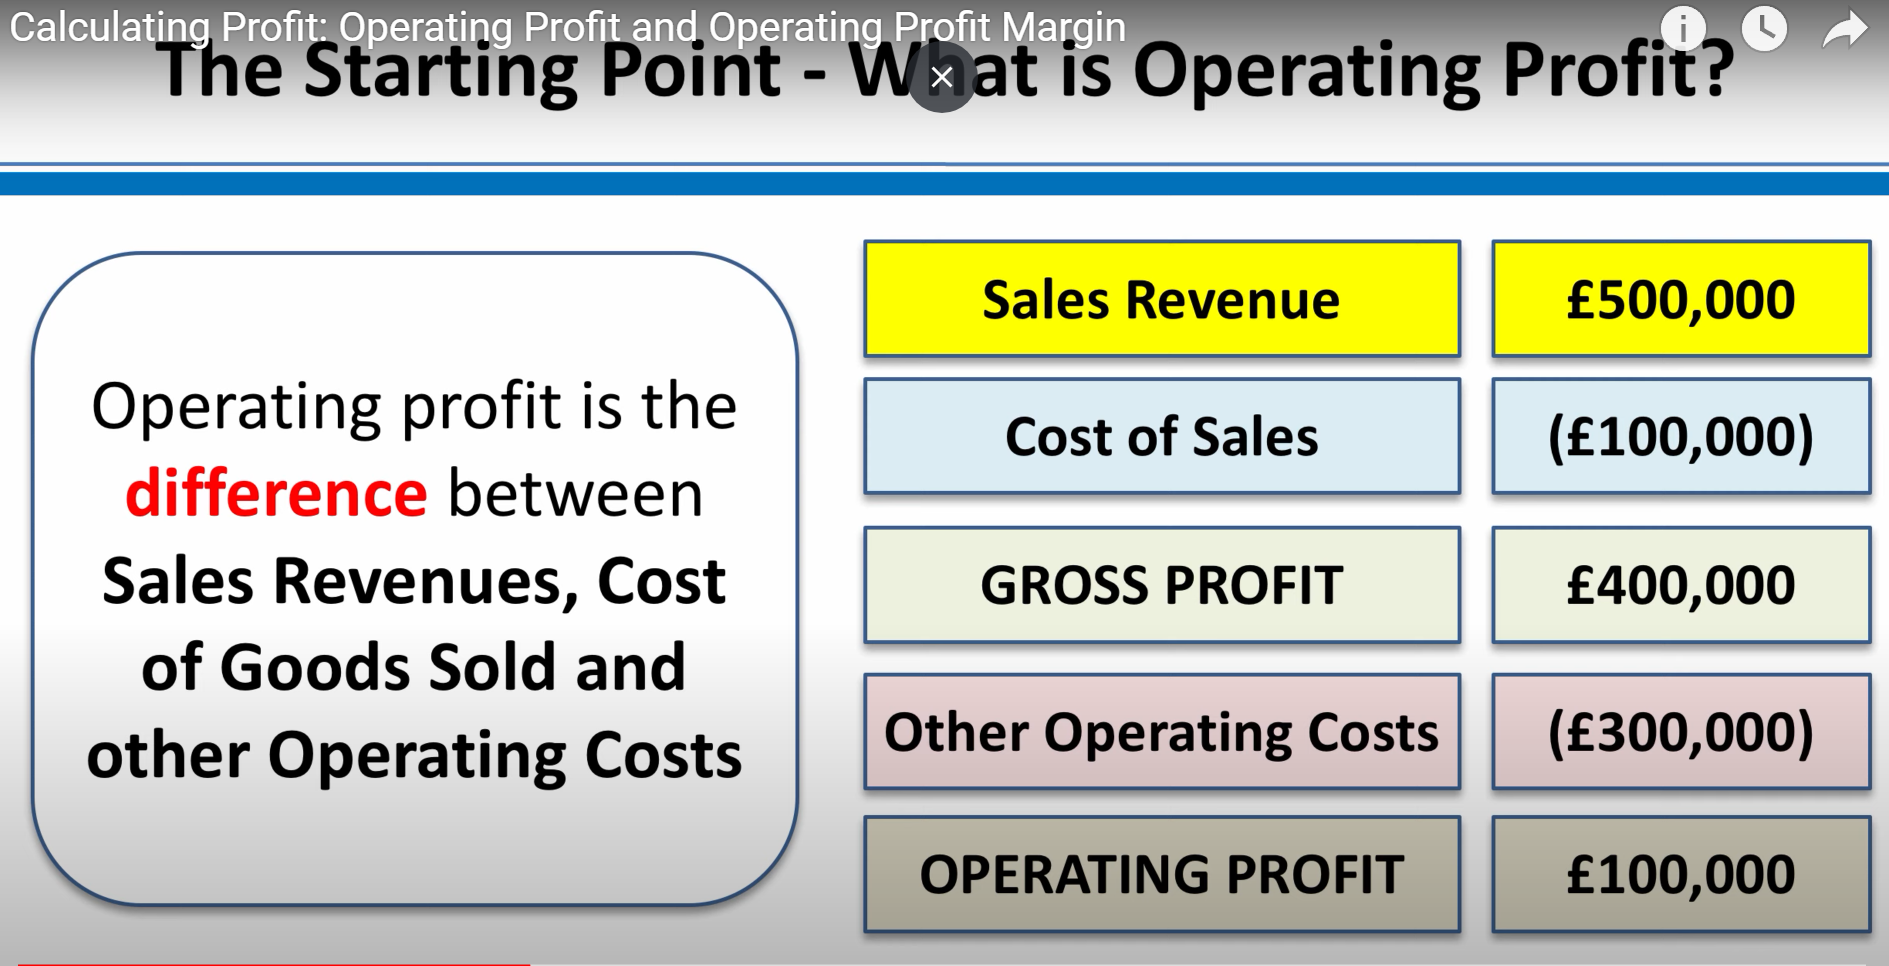 Calculating Profit: Operating Profit and Operating Profit Margin
The Starting Point - What is Operating Profit?
Operating profit is the
difference between
Sales Revenues, Cost
of Goods Sold and
other Operating Costs
Sales Revenue £500,000
Cost of Sales (£100,000)
GROSS PROFIT £400,000
Other Operating Costs (£300,000)
OPERATING PROFIT £100,000